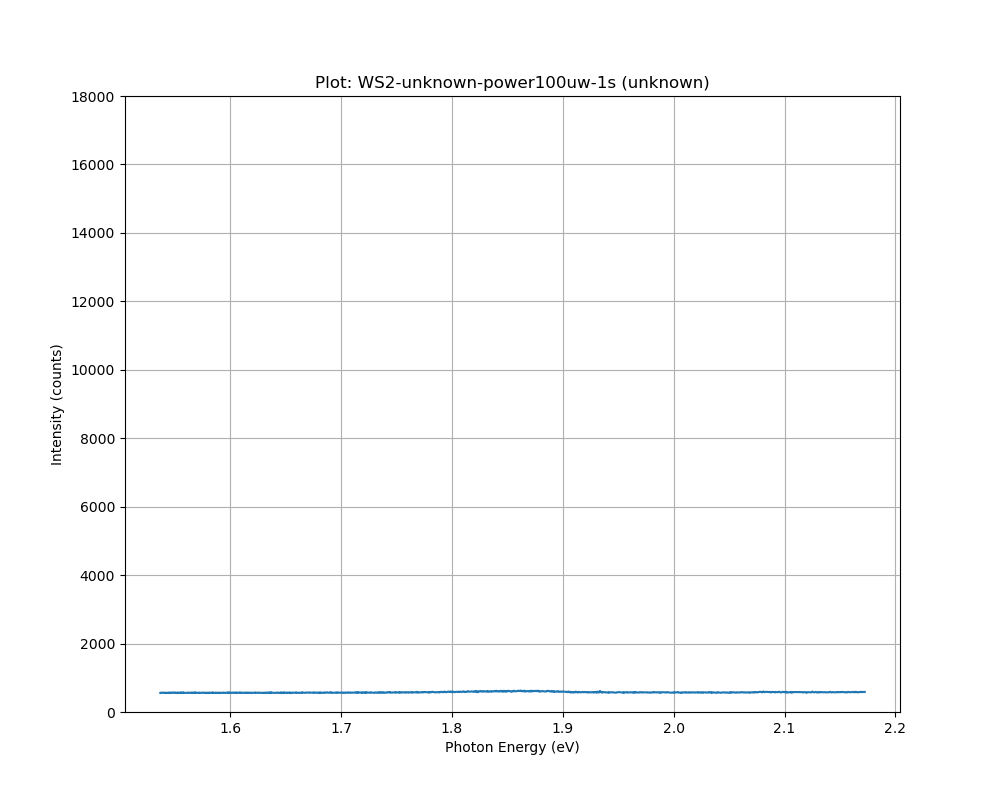 Plot: WS2-unknown-power100uw-1s (unknown)
18000
16000
14000
12000
10000
8000
6000
4000
2000
0
Intensity (counts)
1.6 1.7 1.8 1.9 2.0 2.1 2.2
Photon Energy (eV)